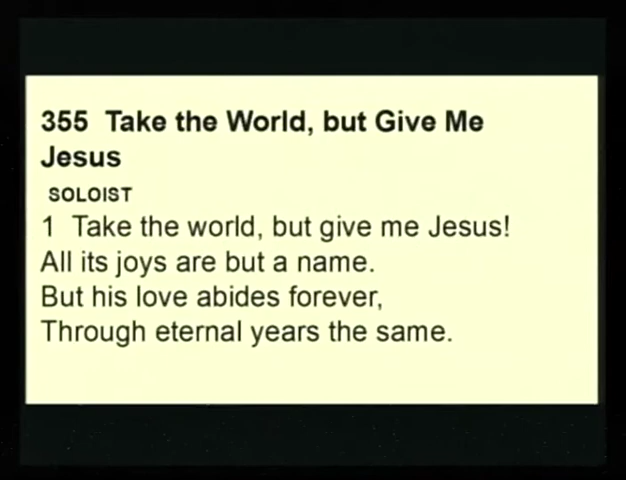 355 Take the World, but Give Me
Jesus
SOLOIST
1 Take the world, but give me Jesus!
All its joys are but a name.
But his love abides forever,
Through eternal years the same.